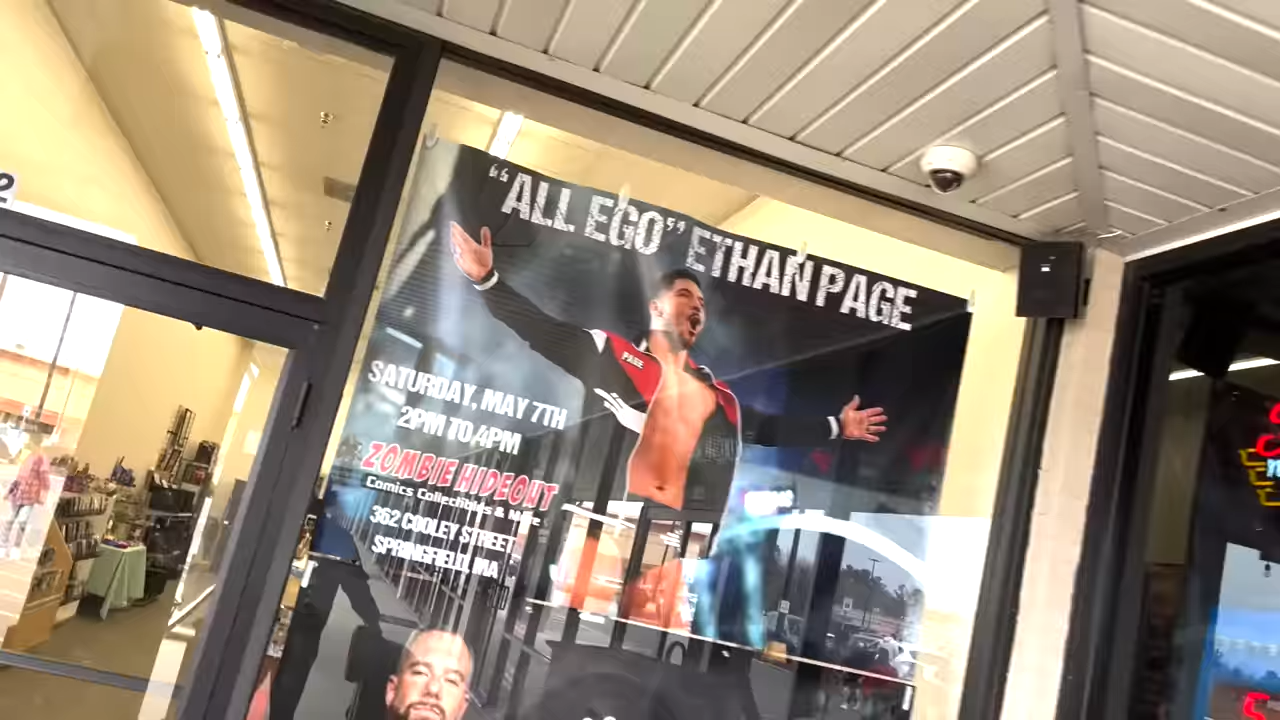 "ALL EGO" ETHAN PAGE
PAGE
SATURDAY, MAY 7TH
2PM TO 4PM
ZOMBIE HIDEOUT
Comics Collectibles & More
362 COOLEY STREET
SPRINGFIELD, MA